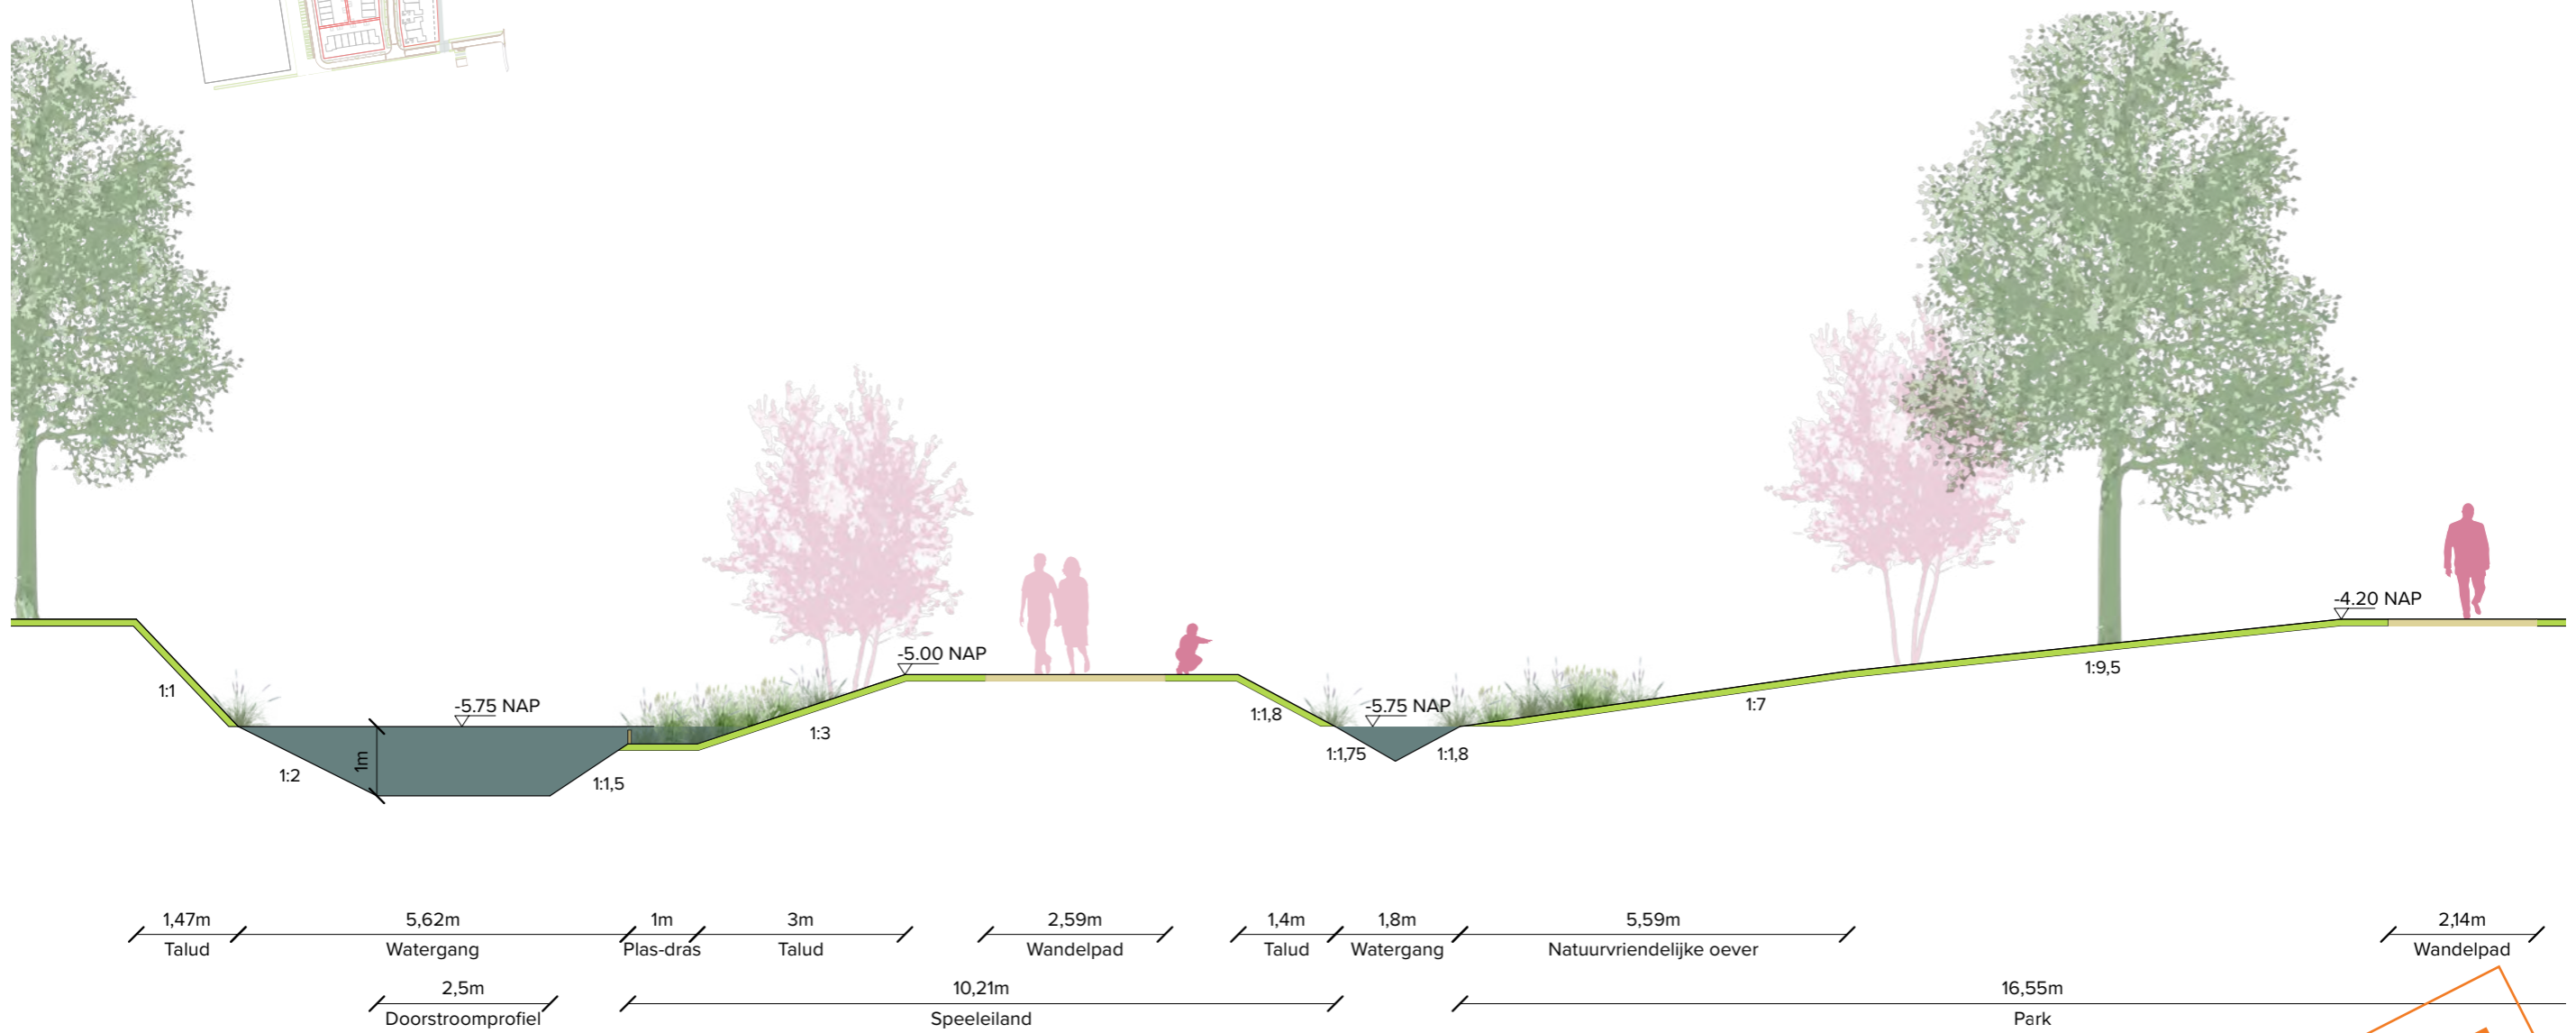 -4.20 NAP
-5.00 NAP
1:9,5
1:1
1:7
-5.75 NAP
-5.75 NAP
1:1,8
1:3
1:1,75
1:1,8
1m
1:2
1:1,5
1,47m
5,62m
1m
3m
2,59m
1,4m
1,8m
5,59m
2,14m
Talud
Watergang
Plas-dras
Talud
Wandelpad
Talud
Watergang
Natuurvriendelijke oever
Wandelpad
2,5m
10,21m
16,55m
Doorstroomprofiel
Speeleiland
Park